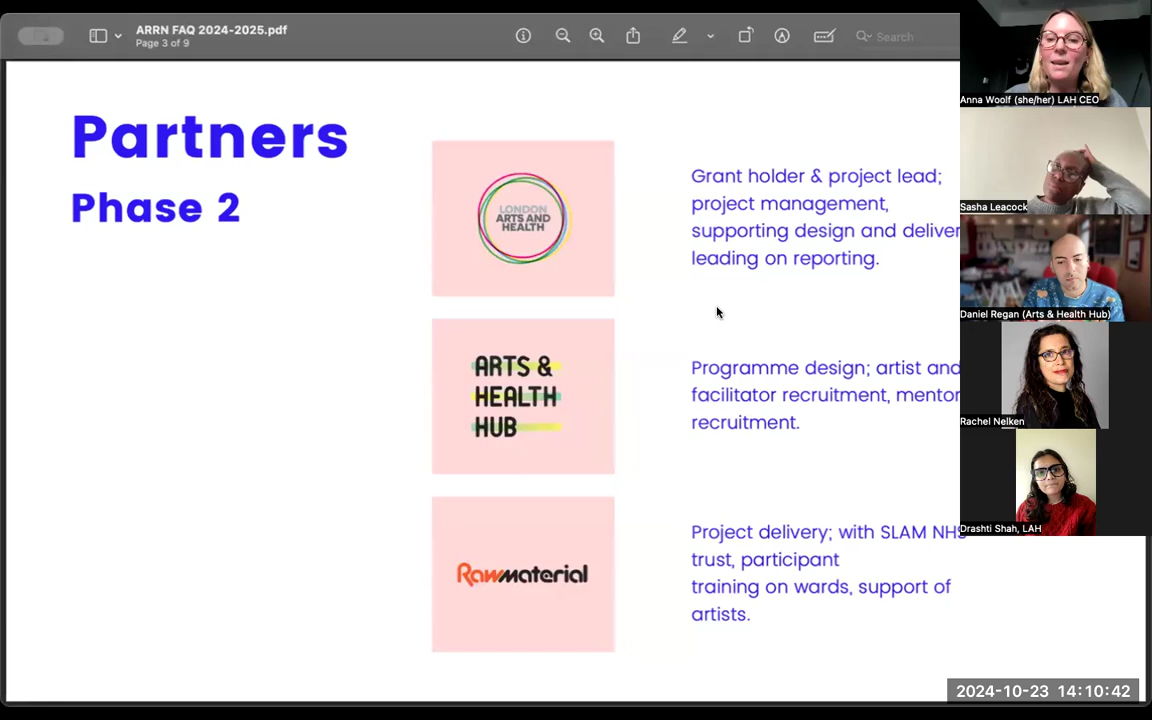 ARRN FAQ 2024-2025.pdf
Page 3 of 9
Search
Partners
Phase 2
LONDON
ARTS AND
HEALTH
Grant holder & project lead;
project management,
supporting design and deliver
leading on reporting.
ARTS &
HEALTH
HUB
Programme design; artist and
facilitator recruitment, mentor
recruitment.
Rawmaterial
Project delivery; with SLAM NHS
trust, participant
training on wards, support of
artists.
Anna Woolf (she/her) LAH CEO
Sasha Leacock
Daniel Regan (Arts & Health Hub)
Rachel Nelken
Drashti Shah, LAH
2024-10-23 14:10:42